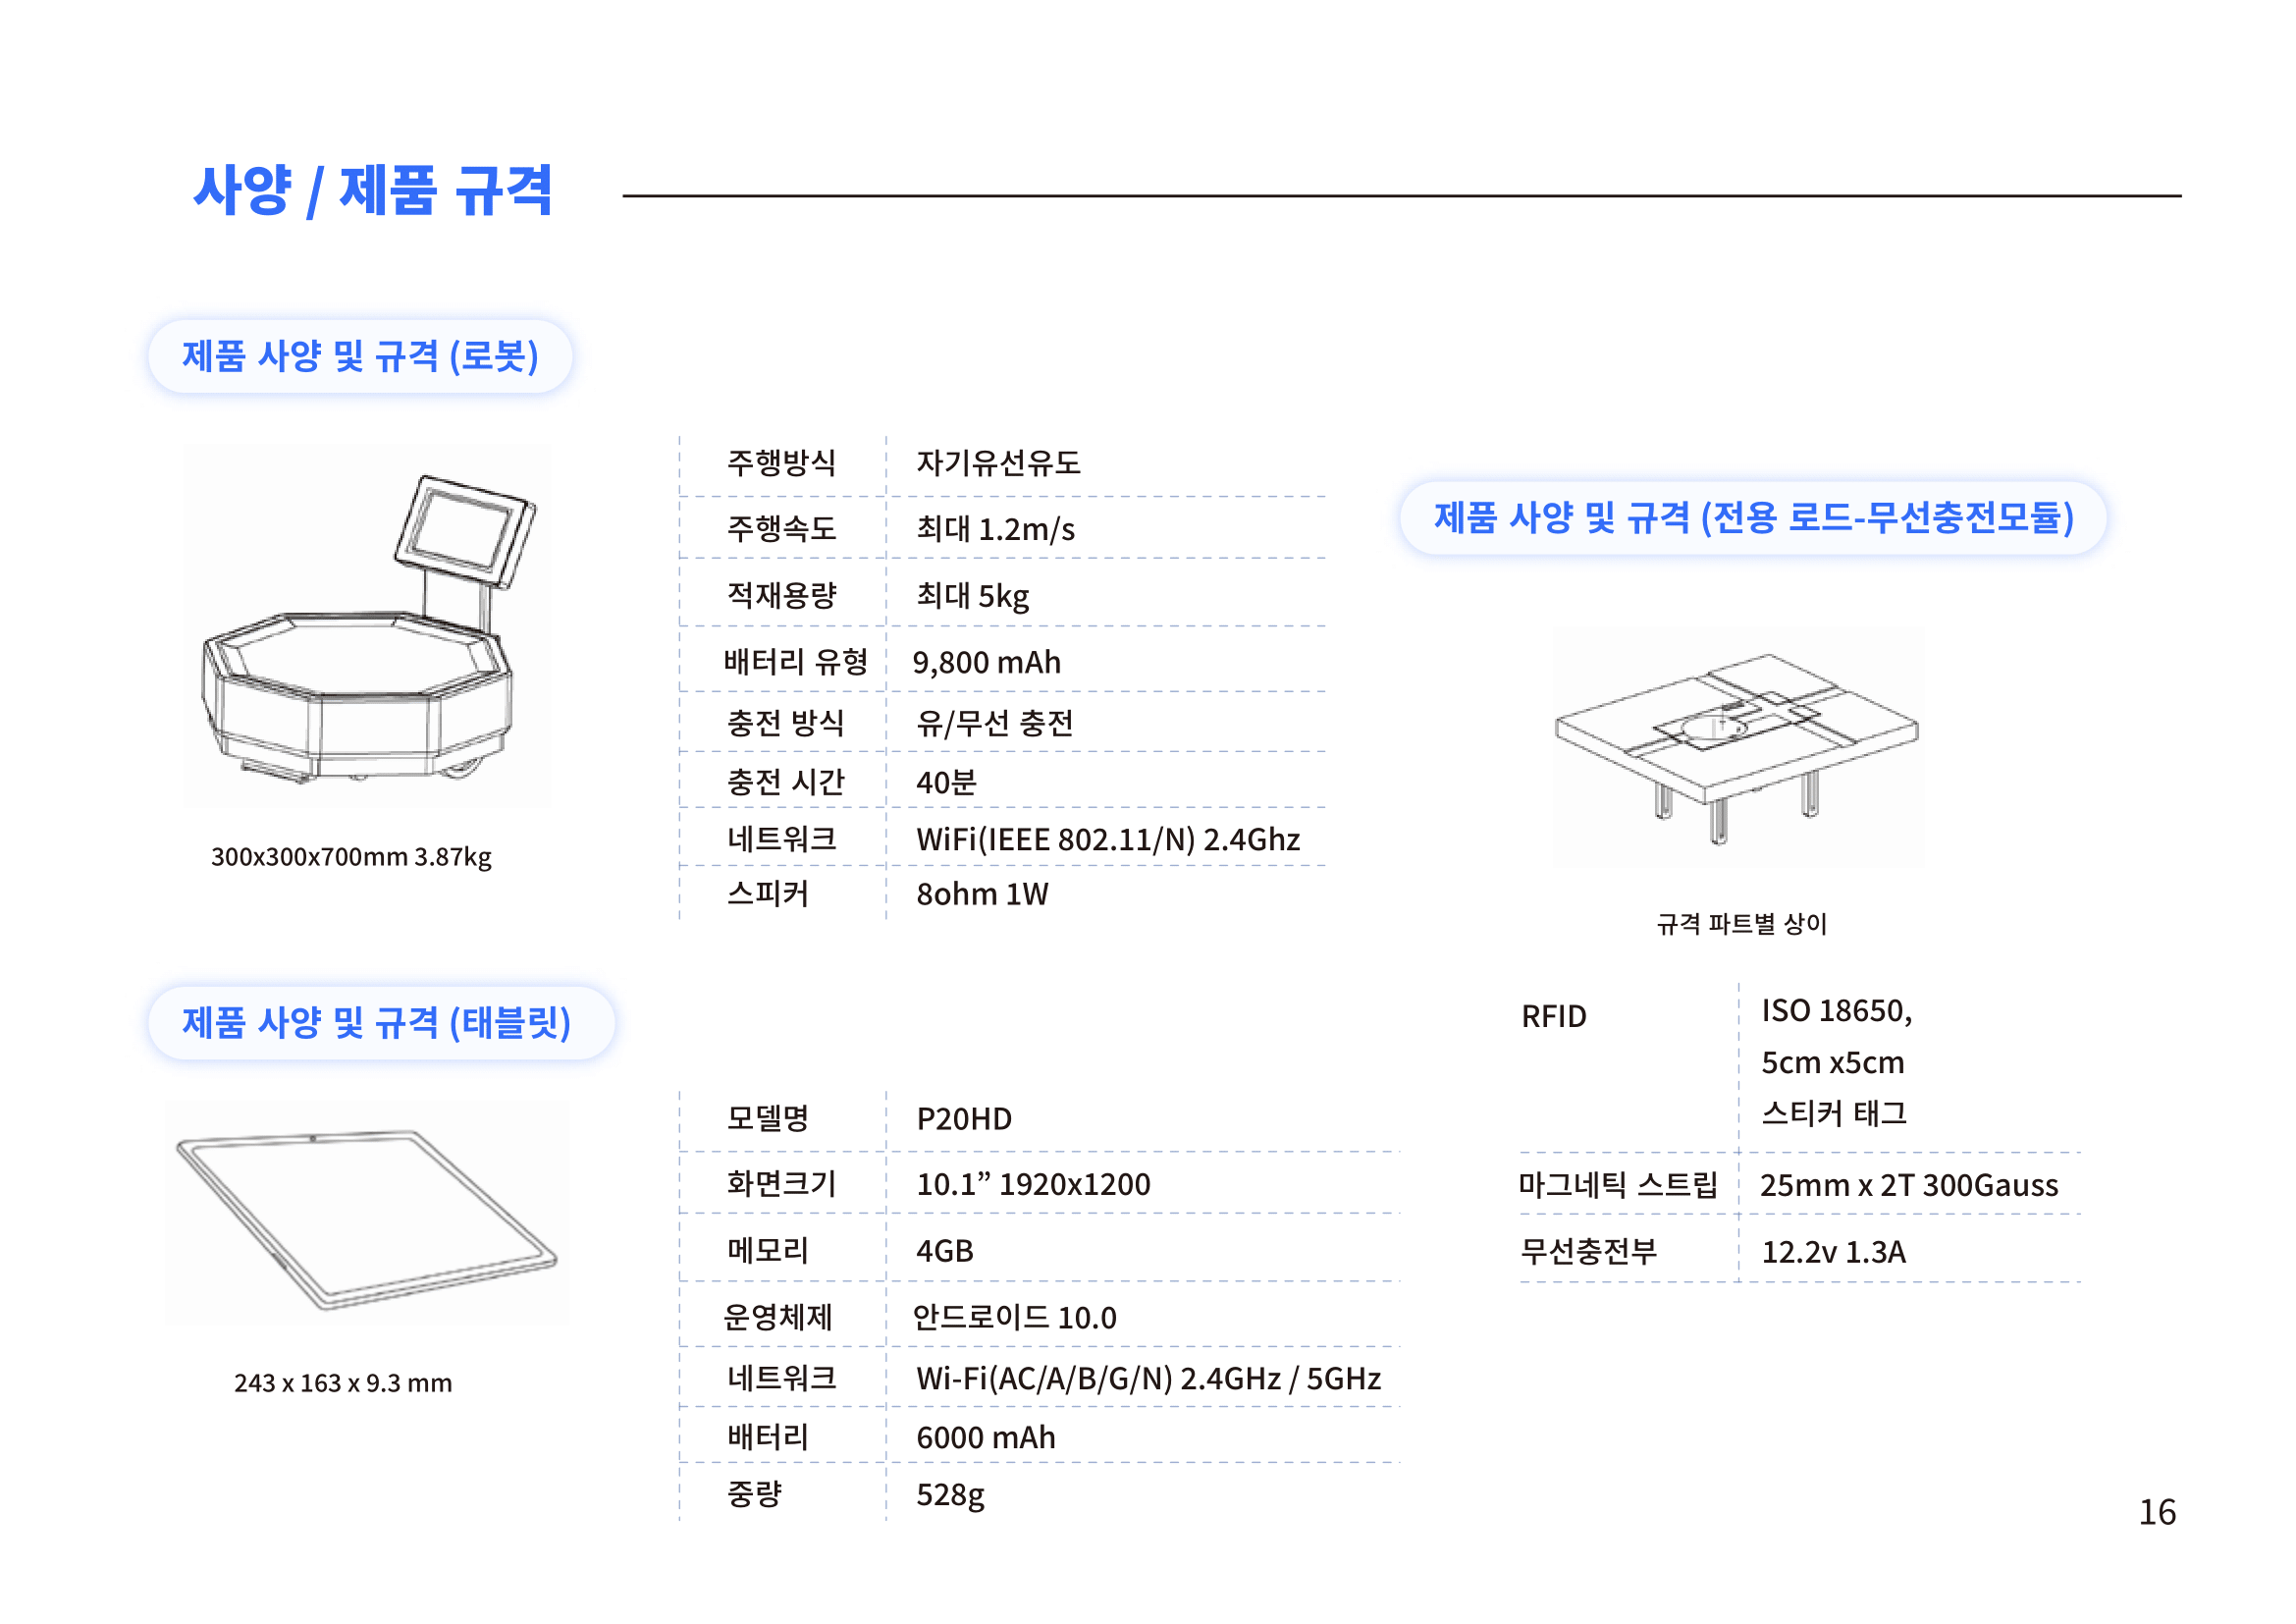 사양 / 제품 규격
제품 사양 및 규격 (로봇)
300x300x700mm 3.87kg
주행방식 자기유선유도
주행속도 최대 1.2m/s
적재용량 최대 5kg
배터리 유형 9,800 mAh
충전 방식 유/무선 충전
충전 시간 40분
네트워크 WiFi(IEEE 802.11/N) 2.4Ghz
스피커 8ohm 1W
제품 사양 및 규격 (태블릿)
243 x 163 x 9.3 mm
모델명 P20HD
화면크기 10.1” 1920x1200
메모리 4GB
운영체제 안드로이드 10.0
네트워크 Wi-Fi(AC/A/B/G/N) 2.4GHz / 5GHz
배터리 6000 mAh
중량 528g
제품 사양 및 규격 (전용 로드-무선충전모듈)
규격 파트별 상이
RFID ISO 18650,
5cm x5cm
스티커 태그
마그네틱 스트립 25mm x 2T 300Gauss
무선충전부 12.2v 1.3A
16